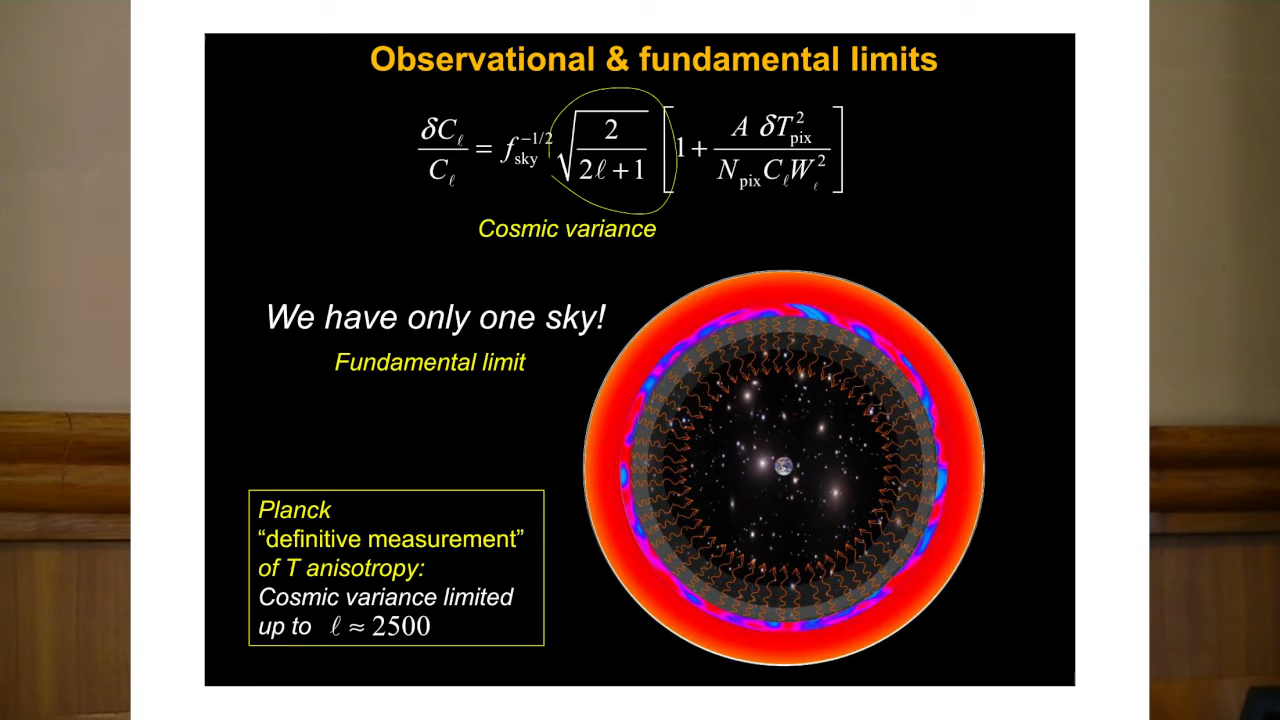 Observational & fundamental limits
δC_ℓ / C_ℓ = f_sky^{-1/2} √(2 / (2ℓ + 1)) [1 + (A δT_pix^2) / (N_pix C_ℓ W_ℓ^2)]
Cosmic variance
We have only one sky!
Fundamental limit
Planck
“definitive measurement”
of T anisotropy:
Cosmic variance limited
up to ℓ ≈ 2500